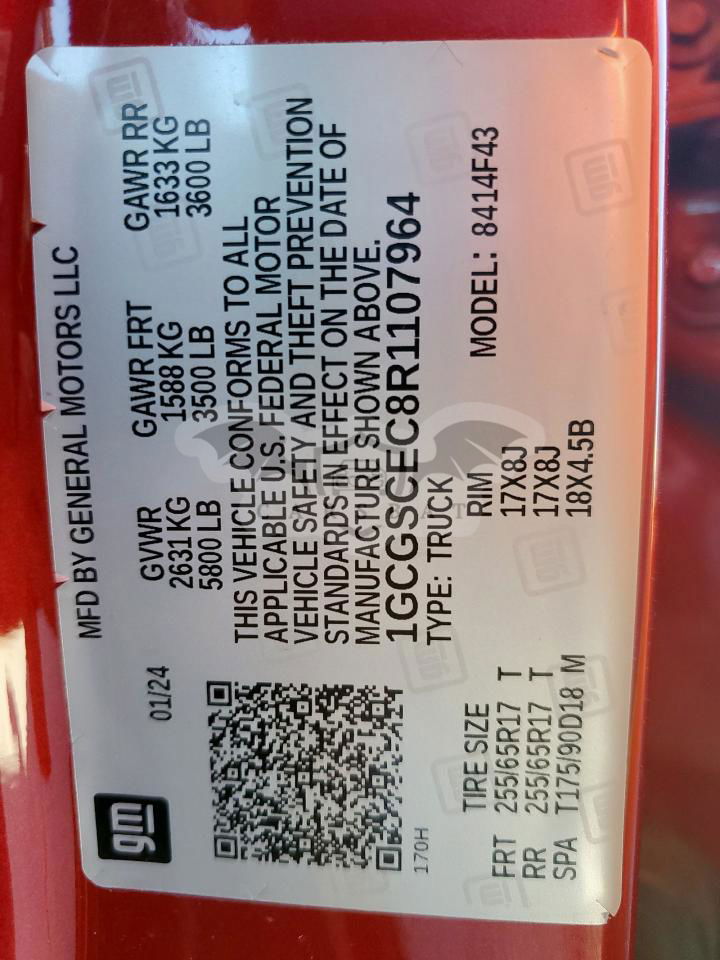 gm
01/24
MFD BY GENERAL MOTORS LLC
GVWR GAWR FRT GAWR RR
2631 KG 1588 KG 1633 KG
5800 LB 3500 LB 3600 LB
THIS VEHICLE CONFORMS TO ALL
APPLICABLE U.S. FEDERAL MOTOR
VEHICLE SAFETY AND THEFT PREVENTION
STANDARDS IN EFFECT ON THE DATE OF
MANUFACTURE SHOWN ABOVE.
1GCGSCEC8R1107964
170H
TYPE: TRUCK
MODEL: 8414F43
TIRE SIZE RIM
FRT 255/65R17 T 17X8J
RR 255/65R17 T 17X8J
SPA T175/90D18 M 18X4.5B